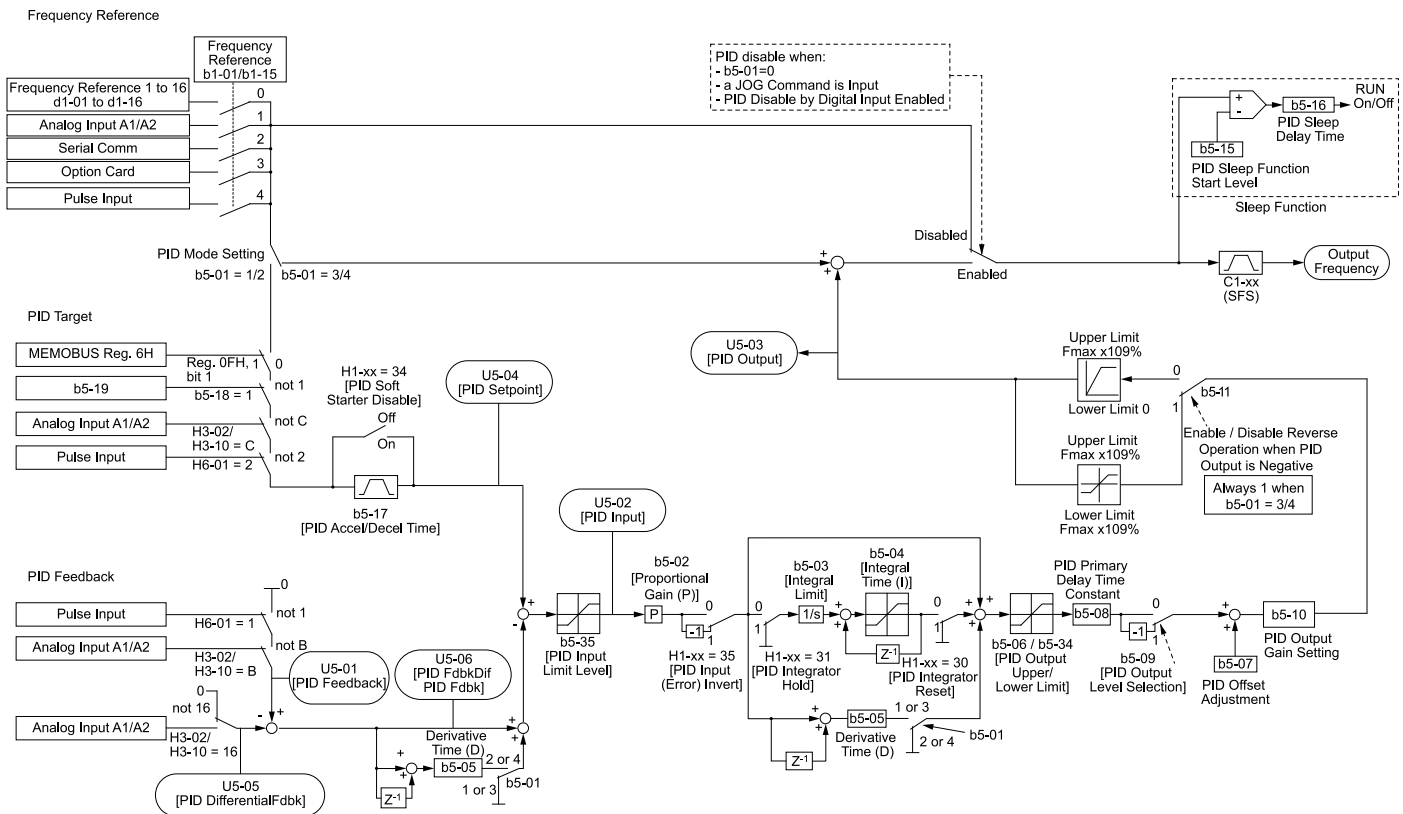 Frequency Reference
Frequency
Reference
b1-01/b1-15
Frequency Reference 1 to 16
d1-01 to d1-16
0
Analog Input A1/A2
1
Serial Comm
2
Option Card
3
Pulse Input
4
PID disable when:
- b5-01=0
- a JOG Command is Input
- PID Disable by Digital Input Enabled
+
-
b5-16
RUN
On/Off
PID Sleep
Delay Time
b5-15
PID Sleep Function
Start Level
Sleep Function
PID Mode Setting
b5-01 = 1/2
b5-01 = 3/4
+
+
Disabled
Enabled
C1-xx
(SFS)
Output
Frequency
PID Target
MEMOBUS Reg. 6H
Reg. 0FH,
bit 1
1
0
b5-19
b5-18 = 1
not 1
Analog Input A1/A2
H3-02/
H3-10 = C
not C
Pulse Input
H6-01 = 2
not 2
H1-xx = 34
[PID Soft
Starter Disable]
Off
On
b5-17
[PID Accel/Decel Time]
U5-04
[PID Setpoint]
U5-03
[PID Output]
Upper Limit
Fmax x109%
Lower Limit 0
0
1
b5-11
Enable / Disable Reverse
Operation when PID
Output is Negative
Always 1 when
b5-01 = 3/4
Upper Limit
Fmax x109%
Lower Limit
Fmax x109%
U5-02
[PID Input]
PID Feedback
0
Pulse Input
H6-01 = 1
not 1
Analog Input A1/A2
H3-02/
H3-10 = B
not B
U5-01
[PID Feedback]
0
not 16
Analog Input A1/A2
H3-02/
H3-10 = 16
-
+
U5-05
[PID DifferentialFdbk]
U5-06
[PID FdbkDif
PID Fdbk]
Derivative
Time (D)
+
+
b5-05
Z-1
2 or 4
1 or 3
b5-01
+
+
+
-
b5-35
[PID Input
Limit Level]
b5-02
[Proportional
Gain (P)]
P
-1
0
1
H1-xx = 35
[PID Input
(Error) Invert]
b5-03
[Integral
Limit]
0
1
1/s
H1-xx = 31
[PID Integrator
Hold]
b5-04
[Integral
Time (I)]
+
+
Z-1
0
1
H1-xx = 30
[PID Integrator
Reset]
+
+
b5-05
Derivative
Time (D)
Z-1
1 or 3
2 or 4
b5-01
+
+
+
b5-06 / b5-34
[PID Output
Upper/
Lower Limit]
PID Primary
Delay Time
Constant
b5-08
-1
0
1
b5-09
[PID Output
Level Selection]
+
+
b5-07
PID Offset
Adjustment
b5-10
PID Output
Gain Setting